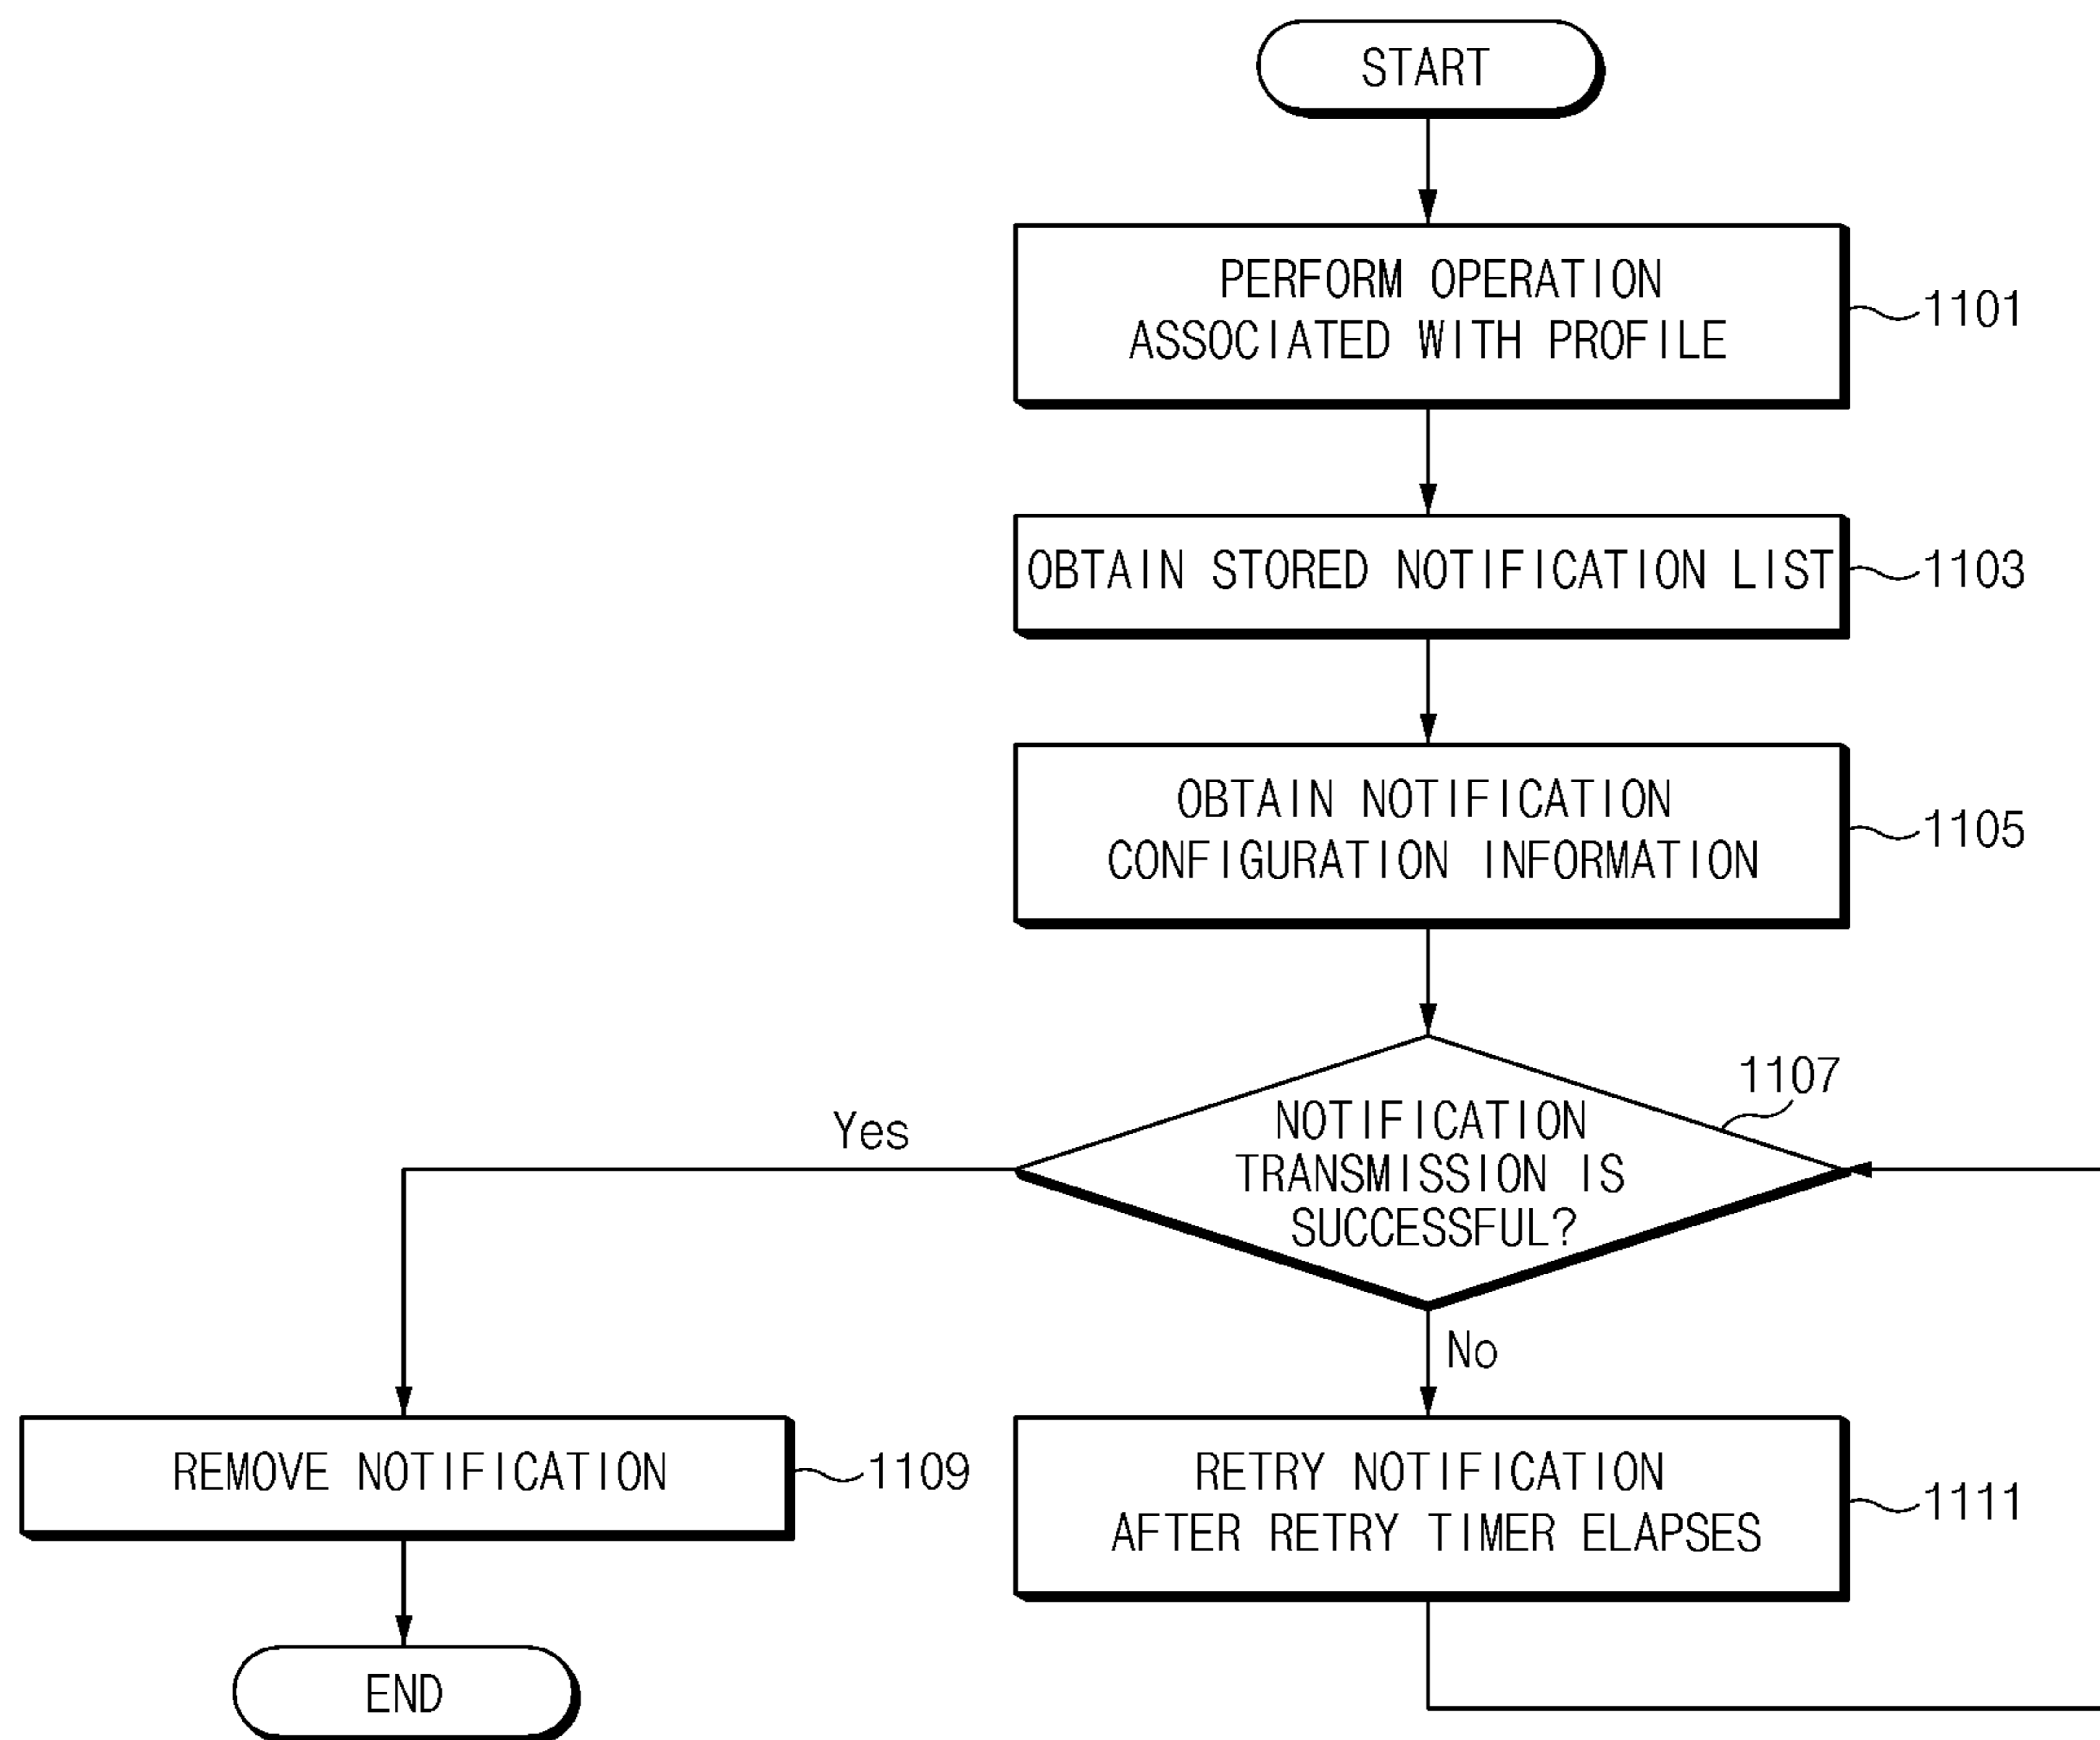 START
PERFORM OPERATION
ASSOCIATED WITH PROFILE
1101
OBTAIN STORED NOTIFICATION LIST
1103
OBTAIN NOTIFICATION
CONFIGURATION INFORMATION
1105
1107
NOTIFICATION
TRANSMISSION IS
SUCCESSFUL?
Yes
No
REMOVE NOTIFICATION
1109
RETRY NOTIFICATION
AFTER RETRY TIMER ELAPSES
1111
END